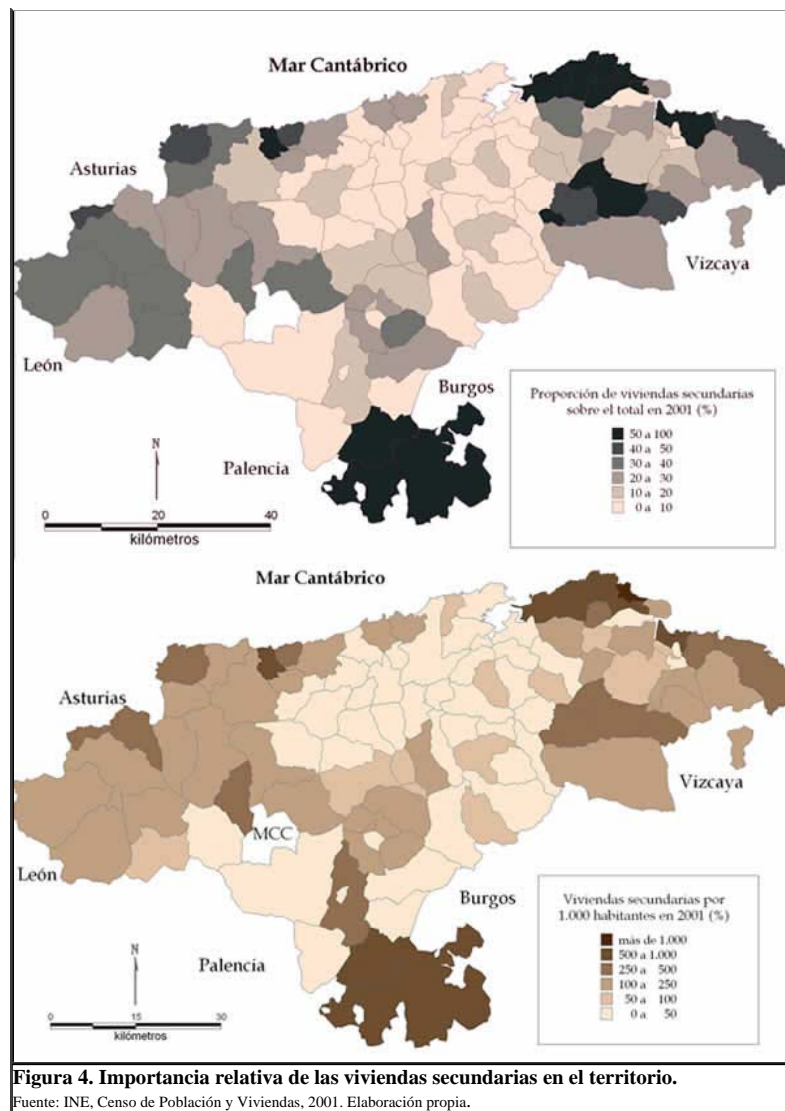 Mar Cantábrico
Asturias
Vizcaya
León
Burgos
Palencia
N
0 20 40
kilómetros
Proporción de viviendas secundarias
sobre el total en 2001 (%)
50 a 100
40 a 50
30 a 40
20 a 30
10 a 20
0 a 10
Mar Cantábrico
Asturias
Vizcaya
MCC
León
Burgos
Palencia
N
0 15 30
kilómetros
Viviendas secundarias por
1.000 habitantes en 2001 (%)
más de 1.000
500 a 1.000
250 a 500
100 a 250
50 a 100
0 a 50
Figura 4. Importancia relativa de las viviendas secundarias en el territorio.
Fuente: INE, Censo de Población y Viviendas, 2001. Elaboración propia.